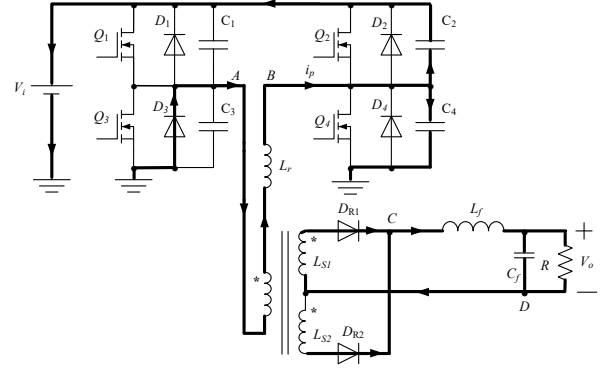 Q1 D1 C1 Q2 D2 C2
Vi A B ip
Q3 D3 C3 Q4 D4 C4
Lr
DR1 C Lf
* LS1 + 
* Cf R Vo
* D −
LS2 DR2